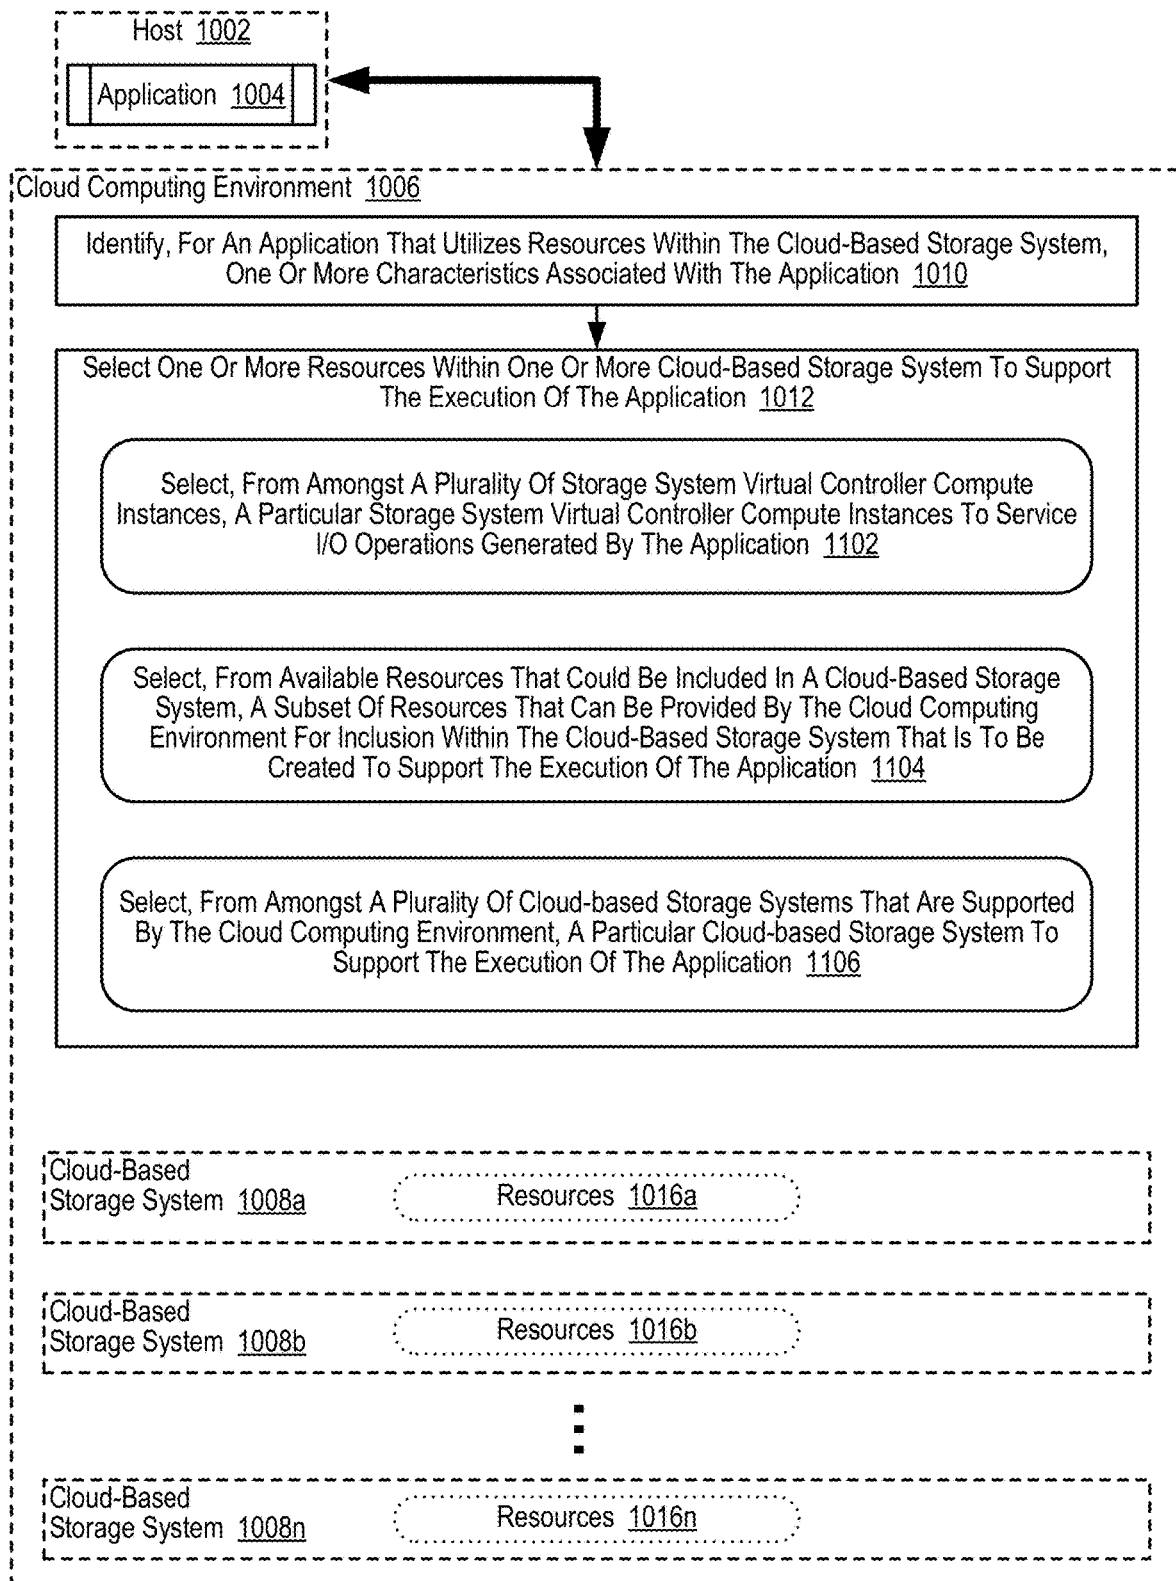 Host 1002
Application 1004
Cloud Computing Environment 1006
Identify, For An Application That Utilizes Resources Within The Cloud-Based Storage System,
One Or More Characteristics Associated With The Application 1010
Select One Or More Resources Within One Or More Cloud-Based Storage System To Support
The Execution Of The Application 1012
Select, From Amongst A Plurality Of Storage System Virtual Controller Compute
Instances, A Particular Storage System Virtual Controller Compute Instances To Service
I/O Operations Generated By The Application 1102
Select, From Available Resources That Could Be Included In A Cloud-Based Storage
System, A Subset Of Resources That Can Be Provided By The Cloud Computing
Environment For Inclusion Within The Cloud-Based Storage System That Is To Be
Created To Support The Execution Of The Application 1104
Select, From Amongst A Plurality Of Cloud-based Storage Systems That Are Supported
By The Cloud Computing Environment, A Particular Cloud-based Storage System To
Support The Execution Of The Application 1106
Cloud-Based
Storage System 1008a
Resources 1016a
Cloud-Based
Storage System 1008b
Resources 1016b
Cloud-Based
Storage System 1008n
Resources 1016n